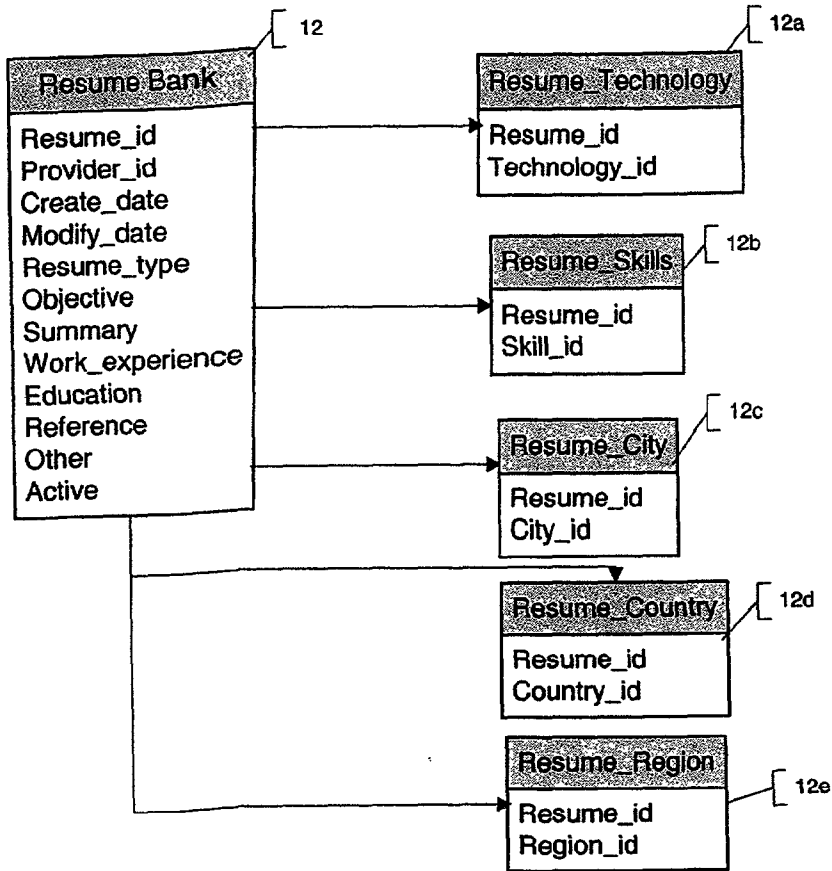 12
Resume Bank
Resume_id
Provider_id
Create_date
Modify_date
Resume_type
Objective
Summary
Work_experience
Education
Reference
Other
Active
12a
Resume_Technology
Resume_id
Technology_id
12b
Resume_Skills
Resume_id
Skill_id
12c
Resume_City
Resume_id
City_id
12d
Resume_Country
Resume_id
Country_id
12e
Resume_Region
Resume_id
Region_id